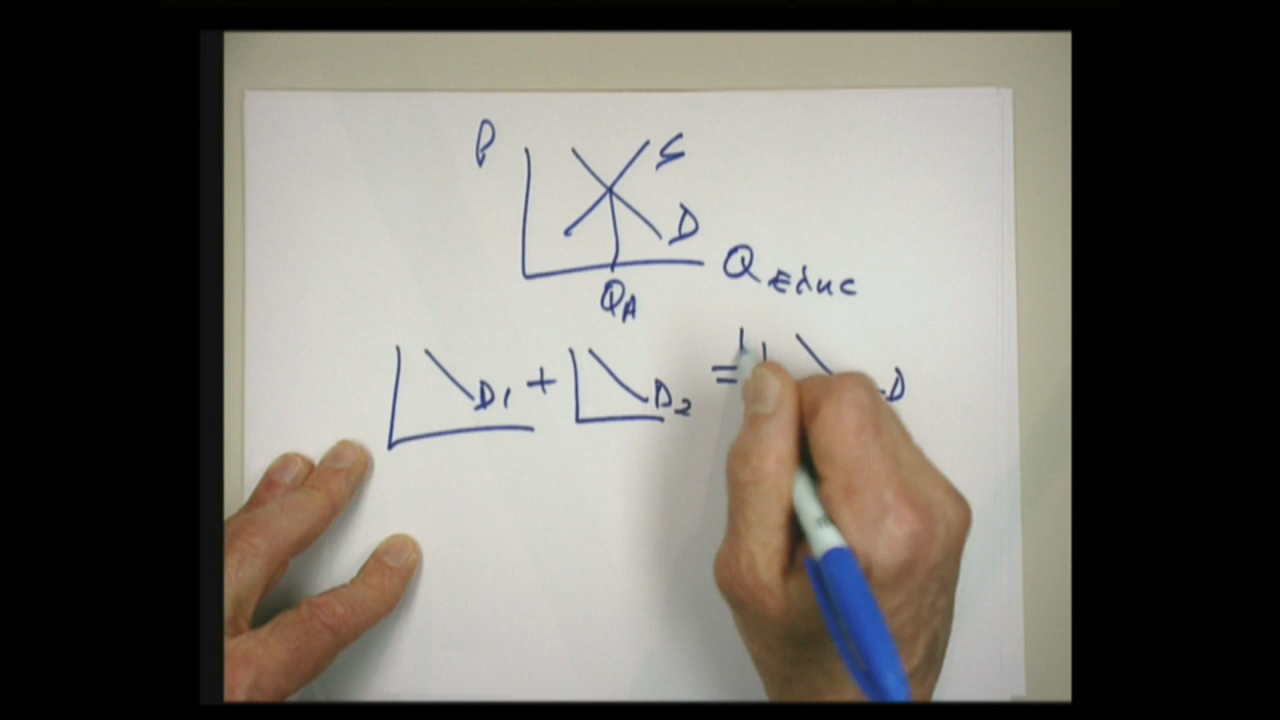 P S
D
Q Educ
QA
D1 + D2 = D